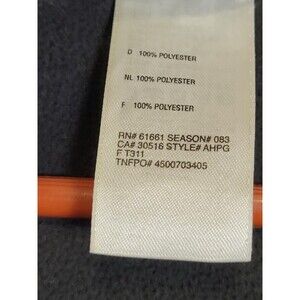 D 100% POLYESTER
NL 100% POLYESTER
F 100% POLYESTER
RN# 61661 SEASON# 083
CA# 30516 STYLE# AHPG
F T311
TNFPO# 4500703405